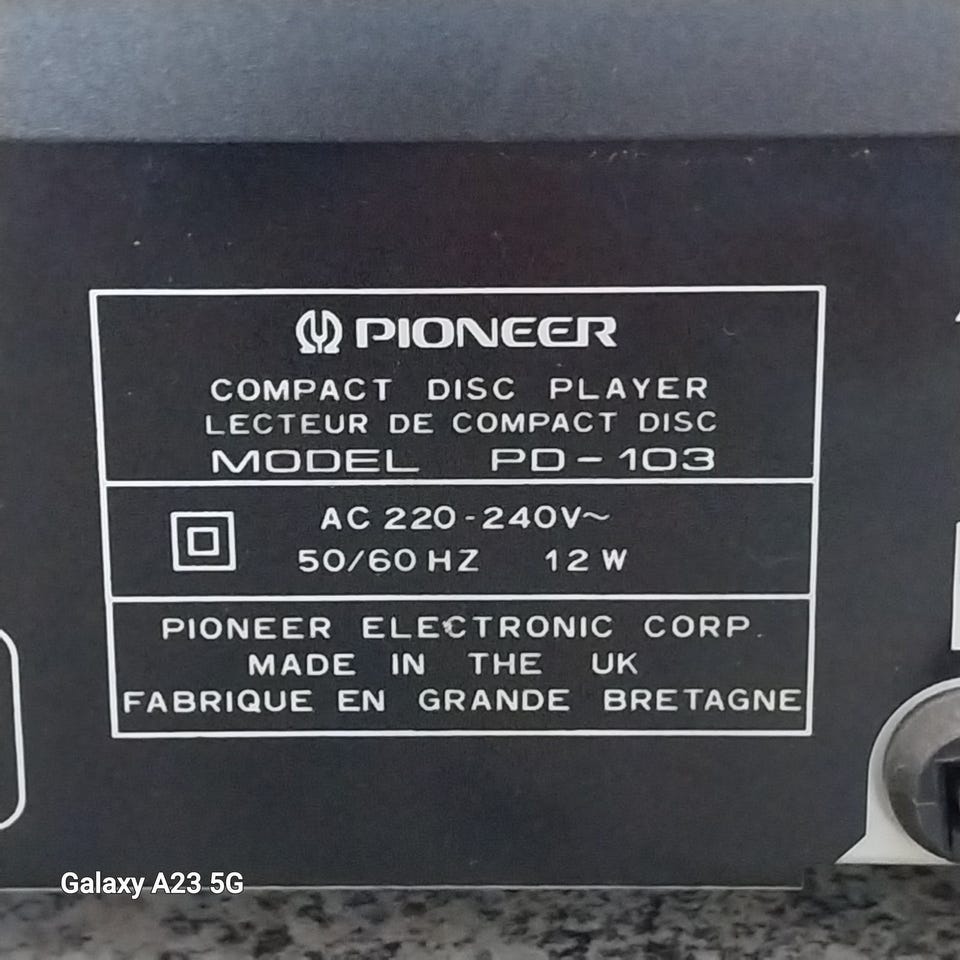 PIONEER
COMPACT DISC PLAYER
LECTEUR DE COMPACT DISC
MODEL PD-103
AC 220-240V~
50/60 HZ 12 W
PIONEER ELECTRONIC CORP.
MADE IN THE UK
FABRIQUE EN GRANDE BRETAGNE
Galaxy A23 5G